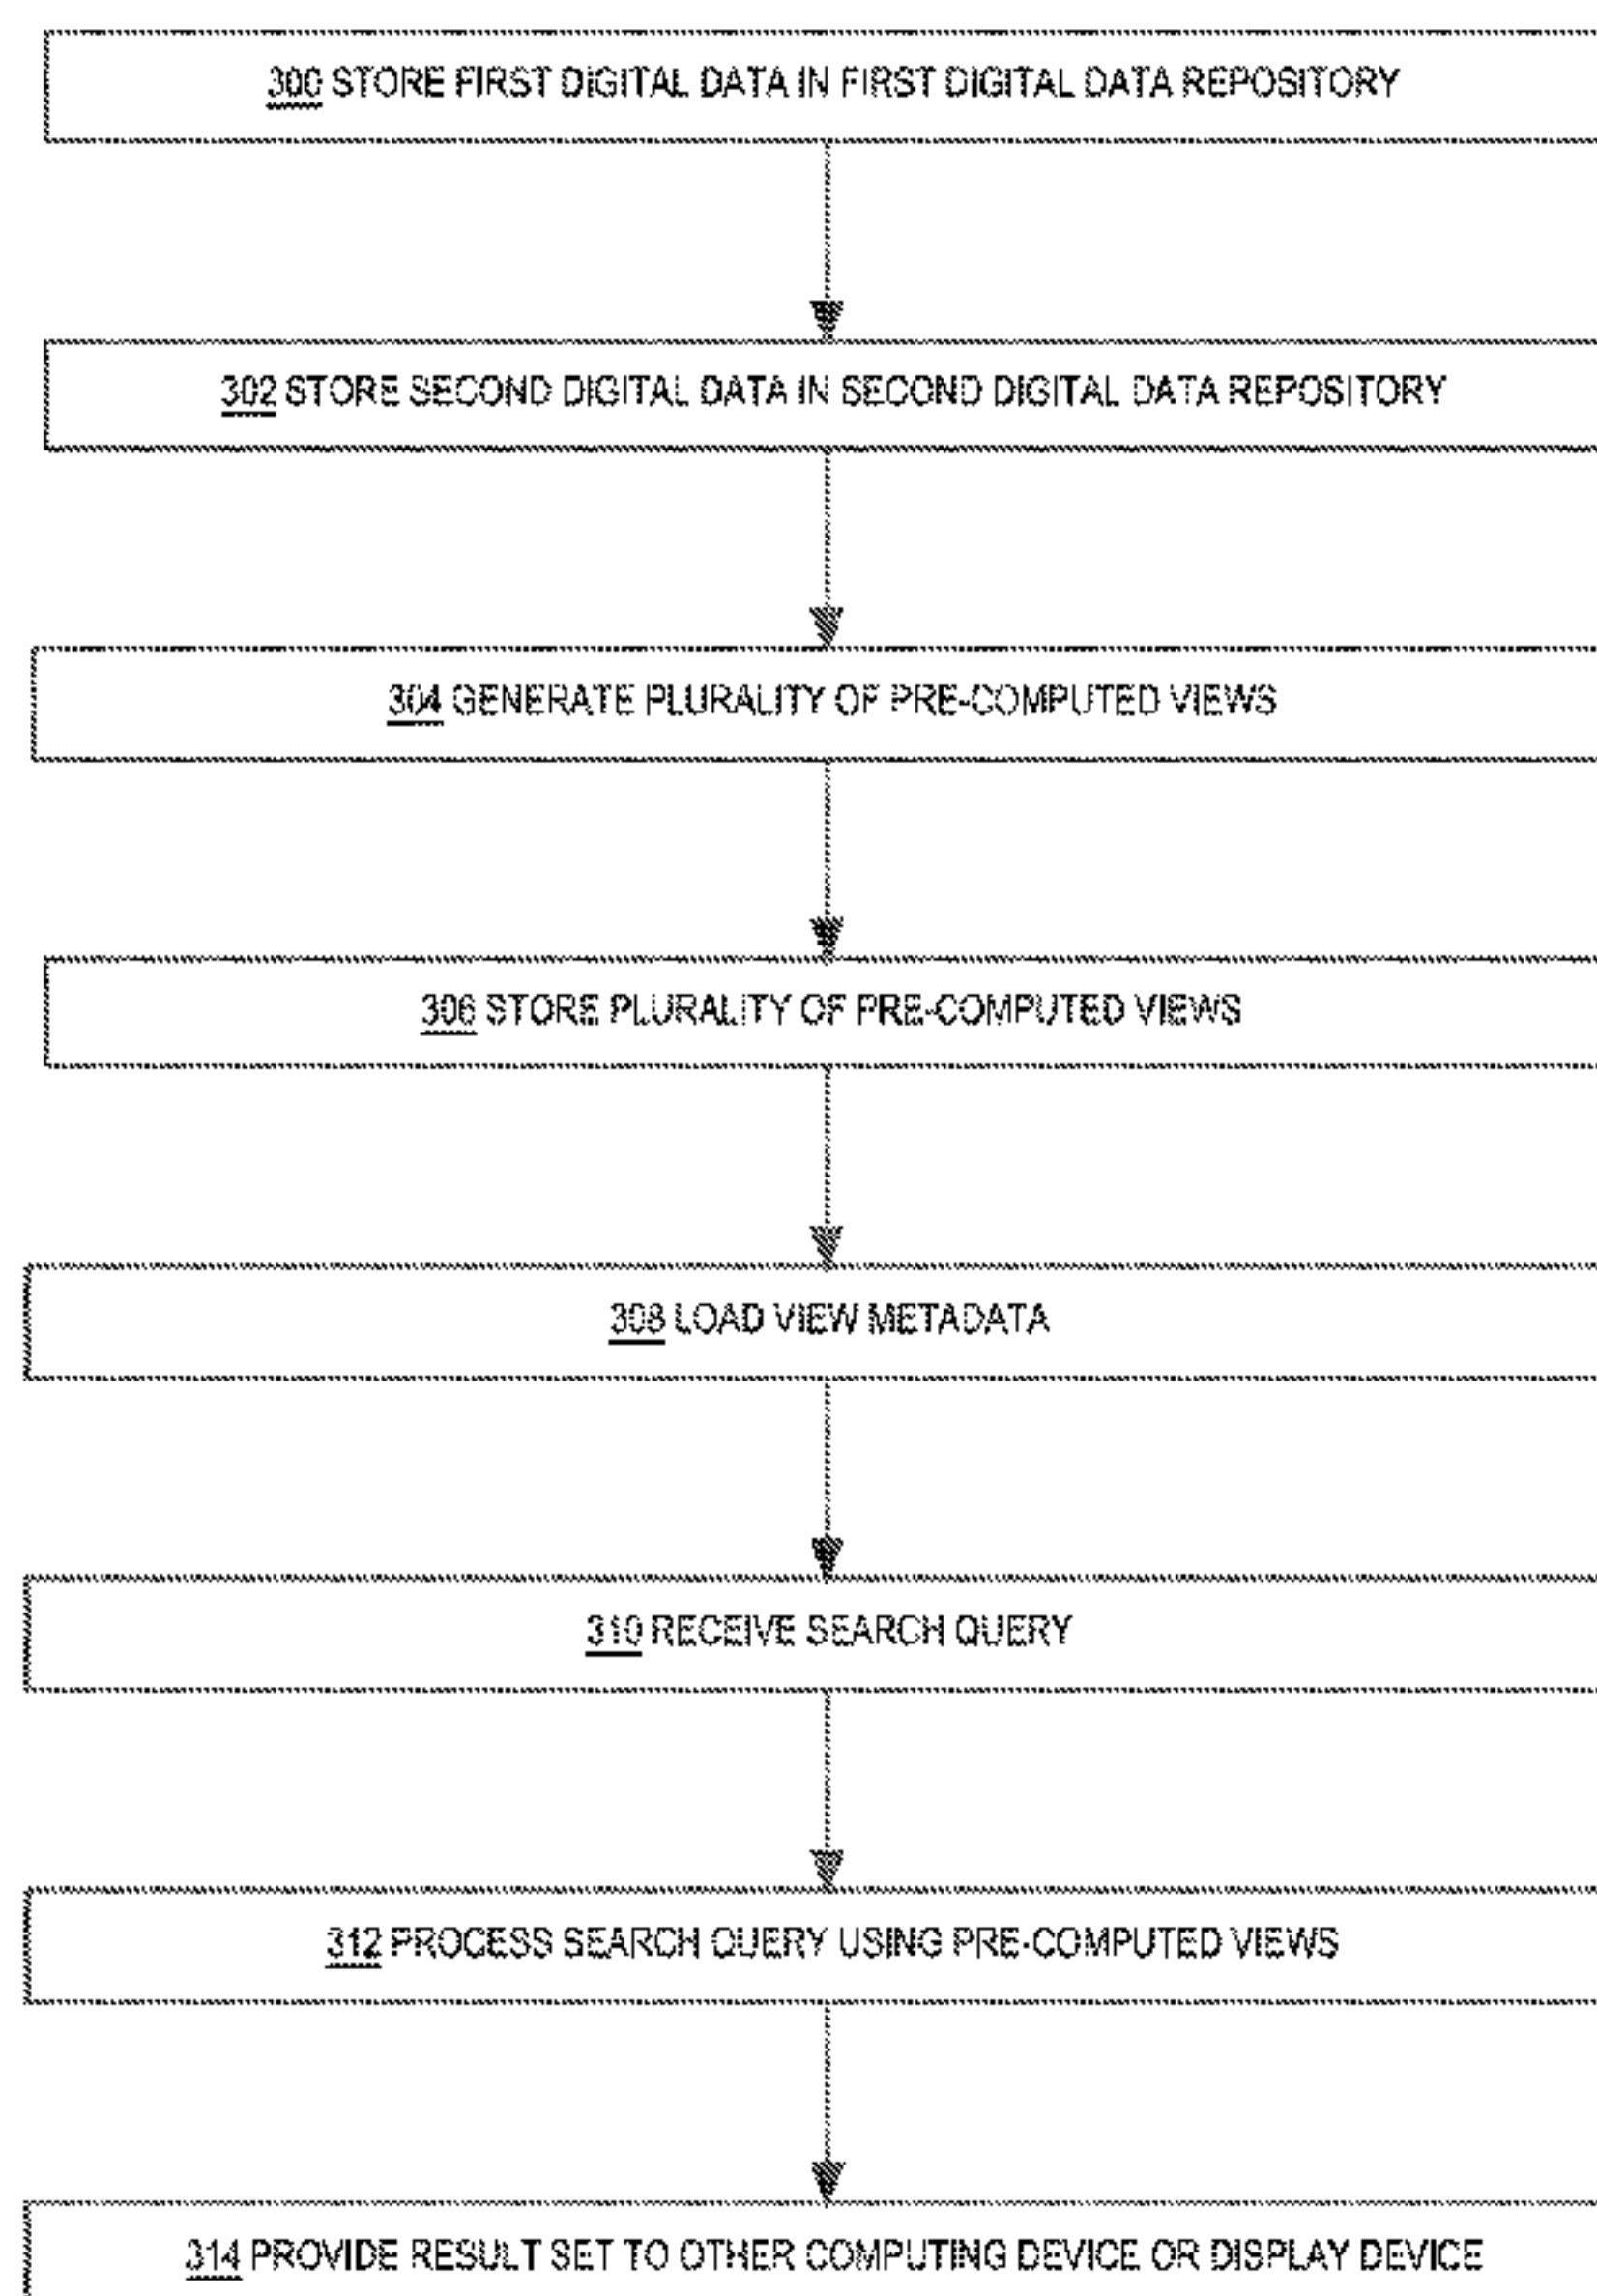 300 STORE FIRST DIGITAL DATA IN FIRST DIGITAL DATA REPOSITORY
302 STORE SECOND DIGITAL DATA IN SECOND DIGITAL DATA REPOSITORY
304 GENERATE PLURALITY OF PRE-COMPUTED VIEWS
306 STORE PLURALITY OF PRE-COMPUTED VIEWS
308 LOAD VIEW METADATA
310 RECEIVE SEARCH QUERY
312 PROCESS SEARCH QUERY USING PRE-COMPUTED VIEWS
314 PROVIDE RESULT SET TO OTHER COMPUTING DEVICE OR DISPLAY DEVICE